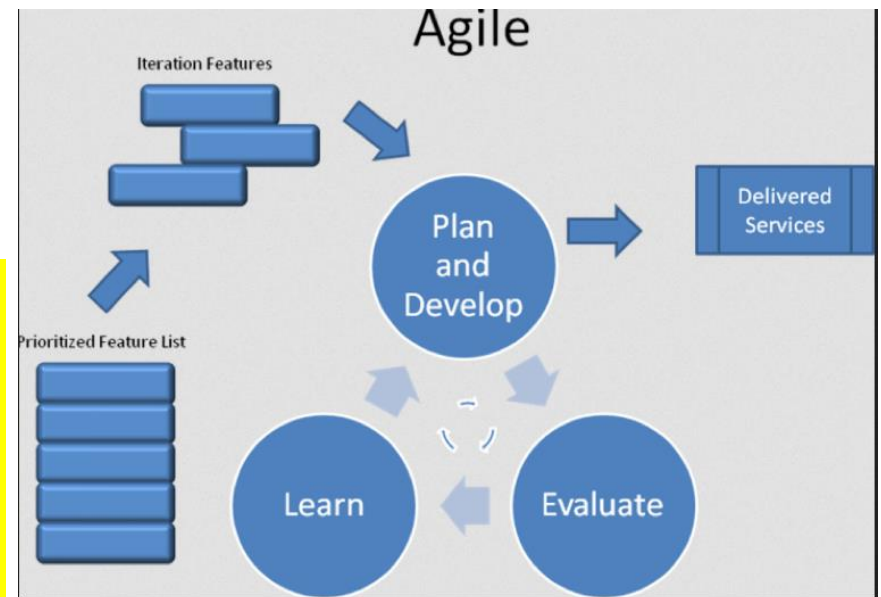 Agile
Iteration Features
Plan
and
Develop
Delivered
Services
Prioritized Feature List
Learn
Evaluate